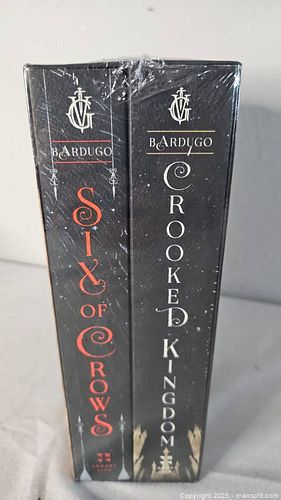 BARDUGO
SIX OF CROWS
BARDUGO
CROOKED KINGDOM
Copyright 2023 - maxsold.com